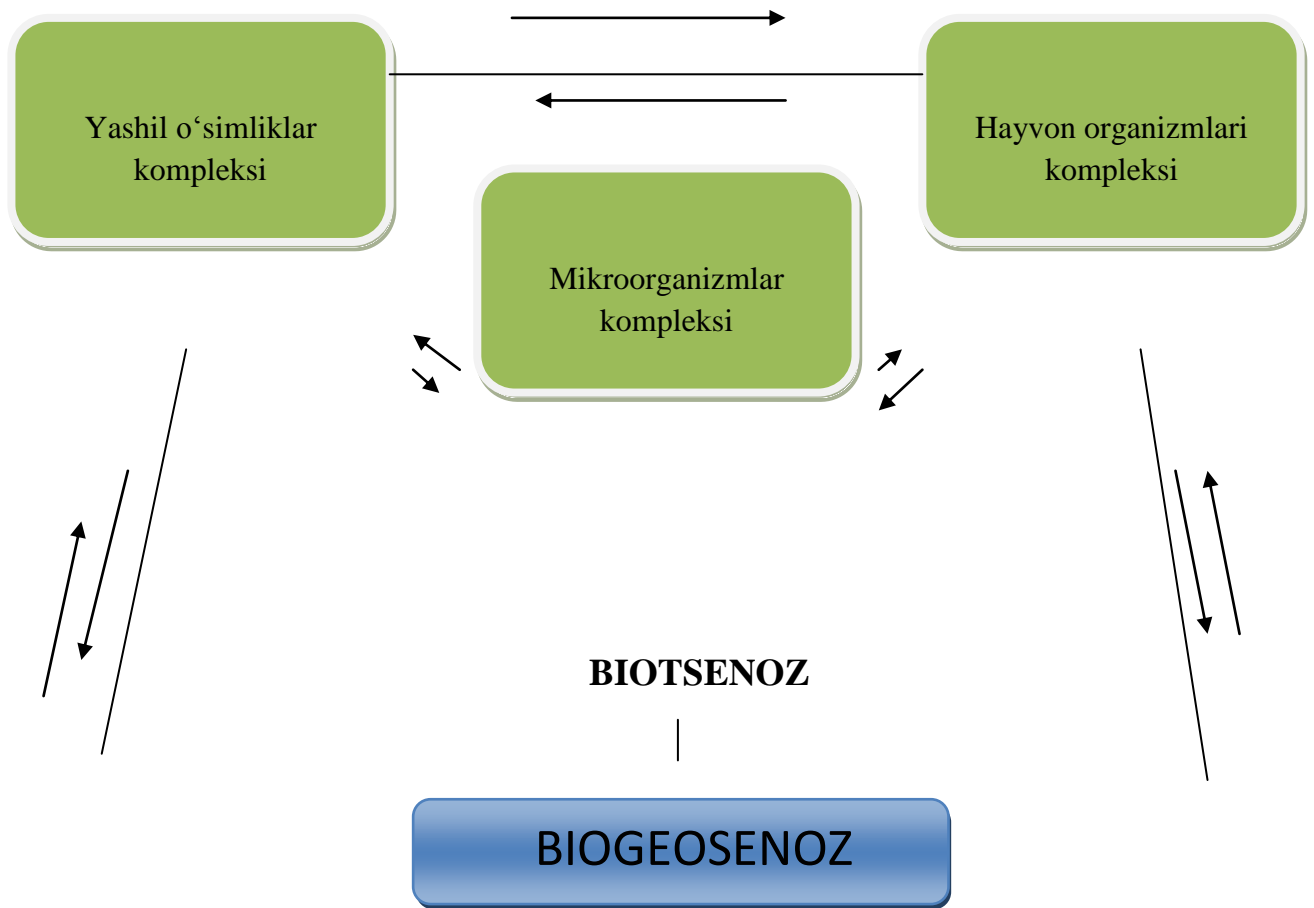 Yashil o‘simliklar
kompleksi
Hayvon organizmlari
kompleksi
Mikroorganizmlar
kompleksi
BIOTSENOZ
BIOGEOSENOZ